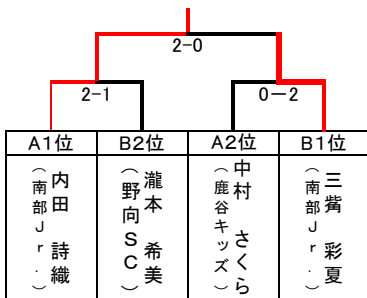 2-0
2-1
0－2
A1位
B2位
A2位
B1位
内田 詩織
（南部Jr.）
瀧本 希美
（野向SC）
中村 さくら
（鹿谷キッズ）
三觜 彩夏
（南部Jr.）